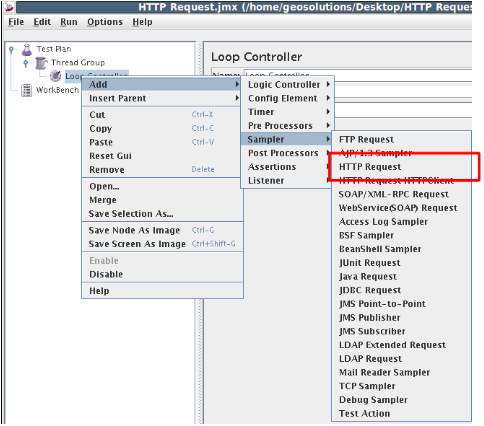 HTTP Request.jmx (/home/geosolutions/Desktop/HTTP Reques
File Edit Run Options Help
Test Plan
Thread Group
Loop Controller
WorkBench
Loop Controller
Name: Loop Controller
Add
Insert Parent
Cut Ctrl-X
Copy Ctrl-C
Paste Ctrl-V
Reset Gui
Remove Delete
Open...
Merge
Save Selection As...
Save Node As Image Ctrl-G
Save Screen As Image Ctrl+Shift-G
Enable
Disable
Help
Logic Controller
Config Element
Timer
Pre Processors
Sampler
Post Processors
Assertions
Listener
FTP Request
AJP/1.3 Sampler
HTTP Request
HTTP Request HTTPClient
SOAP/XML-RPC Request
WebService(SOAP) Request
Access Log Sampler
BSF Sampler
BeanShell Sampler
JUnit Request
Java Request
JDBC Request
JMS Point-to-Point
JMS Publisher
JMS Subscriber
LDAP Extended Request
LDAP Request
Mail Reader Sampler
TCP Sampler
Debug Sampler
Test Action